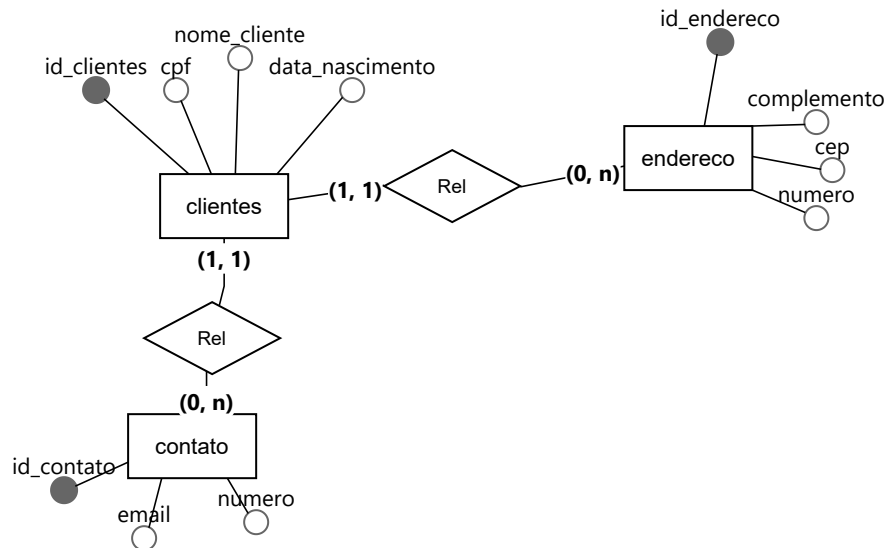 id_endereco
nome_cliente
id_clientes
cpf
data_nascimento
complemento
endereco
cep
Rel
(1, 1)
(0, n)
clientes
numero
(1, 1)
Rel
(0, n)
contato
id_contato
email
numero